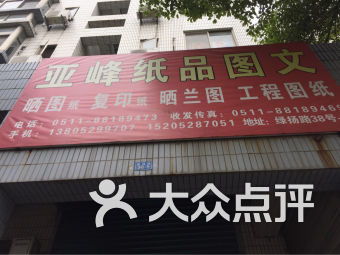 亚峰纸品图文
晒图纸 复印纸 晒兰图 工程图纸
电话:0511-88189473 收发传真:0511-88189469
手机:13805299707 15205287051 地址:绿扬路38号
大众点评